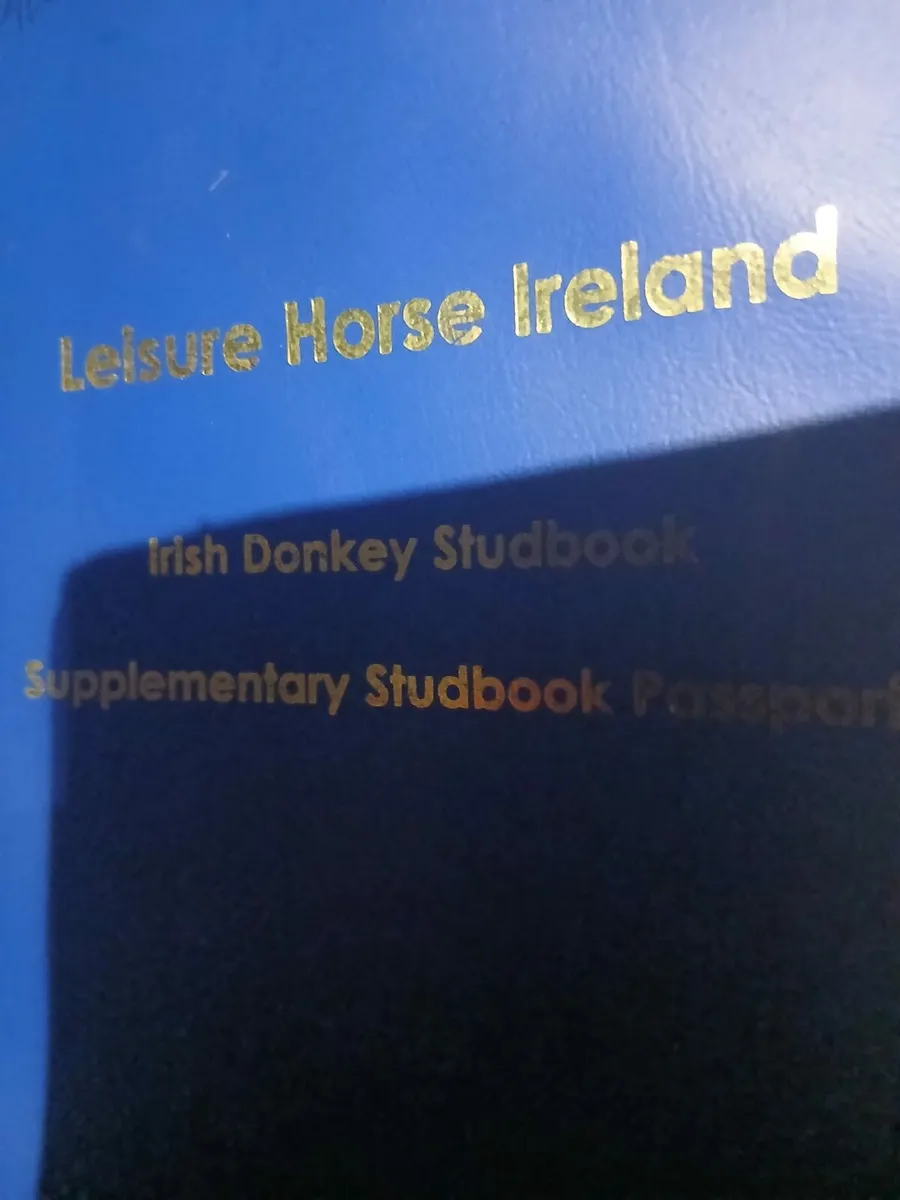 Leisure Horse Ireland
Irish Donkey Studbook
Supplementary Studbook Passport